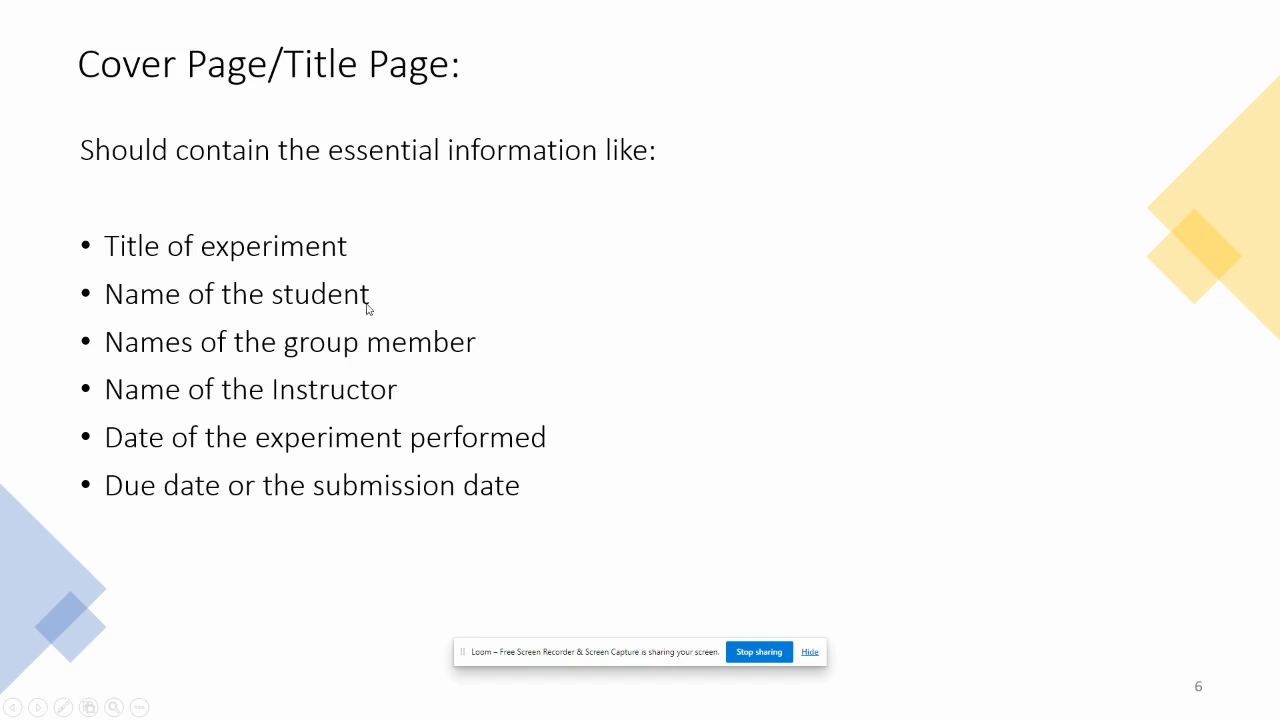 Cover Page/Title Page:
Should contain the essential information like:
• Title of experiment
• Name of the student
• Names of the group member
• Name of the Instructor
• Date of the experiment performed
• Due date or the submission date
Loom – Free Screen Recorder & Screen Capture is sharing your screen. Stop sharing Hide
6